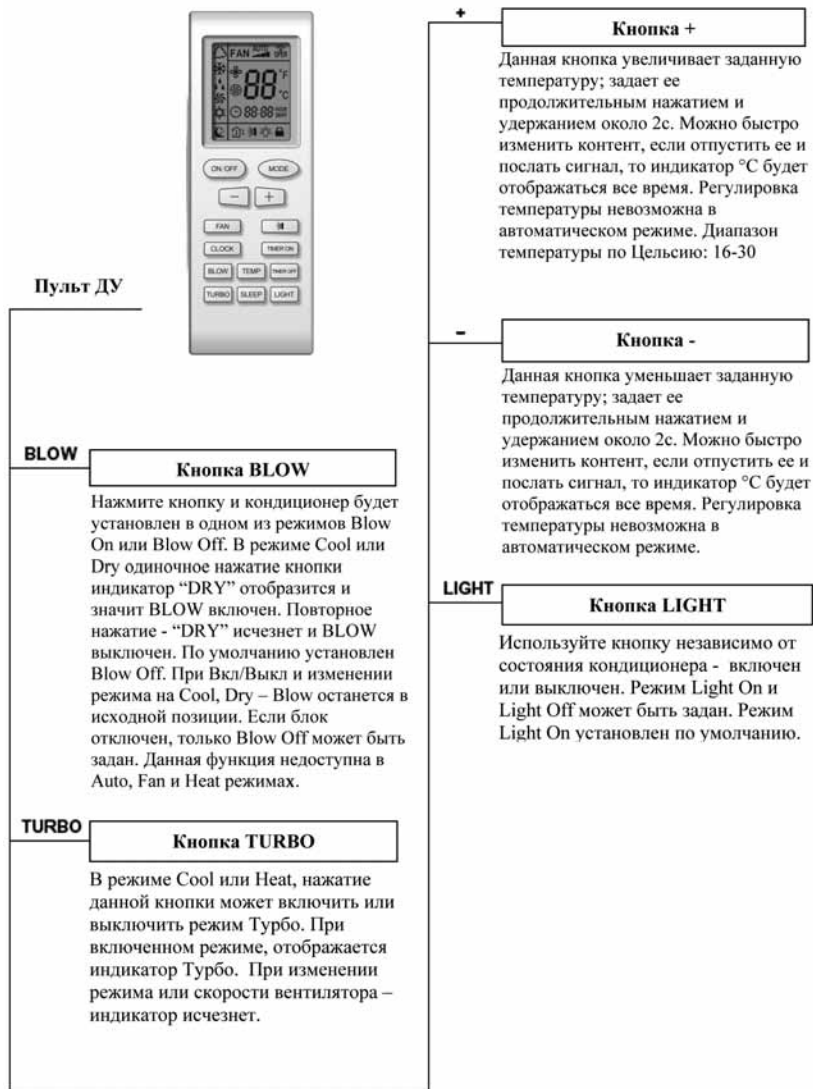 FAN AUTO OPER
88 °F
°C
88:88 HOUR
ON/OFF MODE
- +
FAN
CLOCK TIMER ON
BLOW TEMP TIMER OFF
TURBO SLEEP LIGHT
Пульт ДУ
BLOW
Кнопка BLOW
Нажмите кнопку и кондиционер будет
установлен в одном из режимов Blow
On или Blow Off. В режиме Cool или
Dry одиночное нажатие кнопки
индикатор “DRY” отобразится и
значит BLOW включен. Повторное
нажатие - “DRY” исчезнет и BLOW
выключен. По умолчанию установлен
Blow Off. При Вкл/Выкл и изменении
режима на Cool, Dry – Blow останется в
исходной позиции. Если блок
отключен, только Blow Off может быть
задан. Данная функция недоступна в
Auto, Fan и Heat режимах.
TURBO
Кнопка TURBO
В режиме Cool или Heat, нажатие
данной кнопки может включить или
выключить режим Турбо. При
включенном режиме, отображается
индикатор Турбо. При изменении
режима или скорости вентилятора –
индикатор исчезнет.
+
Кнопка +
Данная кнопка увеличивает заданную
температуру; задает ее
продолжительным нажатием и
удержанием около 2с. Можно быстро
изменить контент, если отпустить ее и
послать сигнал, то индикатор °C будет
отображаться все время. Регулировка
температуры невозможна в
автоматическом режиме. Диапазон
температуры по Цельсию: 16-30
-
Кнопка -
Данная кнопка уменьшает заданную
температуру; задает ее
продолжительным нажатием и
удержанием около 2с. Можно быстро
изменить контент, если отпустить ее и
послать сигнал, то индикатор °C будет
отображаться все время. Регулировка
температуры невозможна в
автоматическом режиме.
LIGHT
Кнопка LIGHT
Используйте кнопку независимо от
состояния кондиционера - включен
или выключен. Режим Light On и
Light Off может быть задан. Режим
Light On установлен по умолчанию.